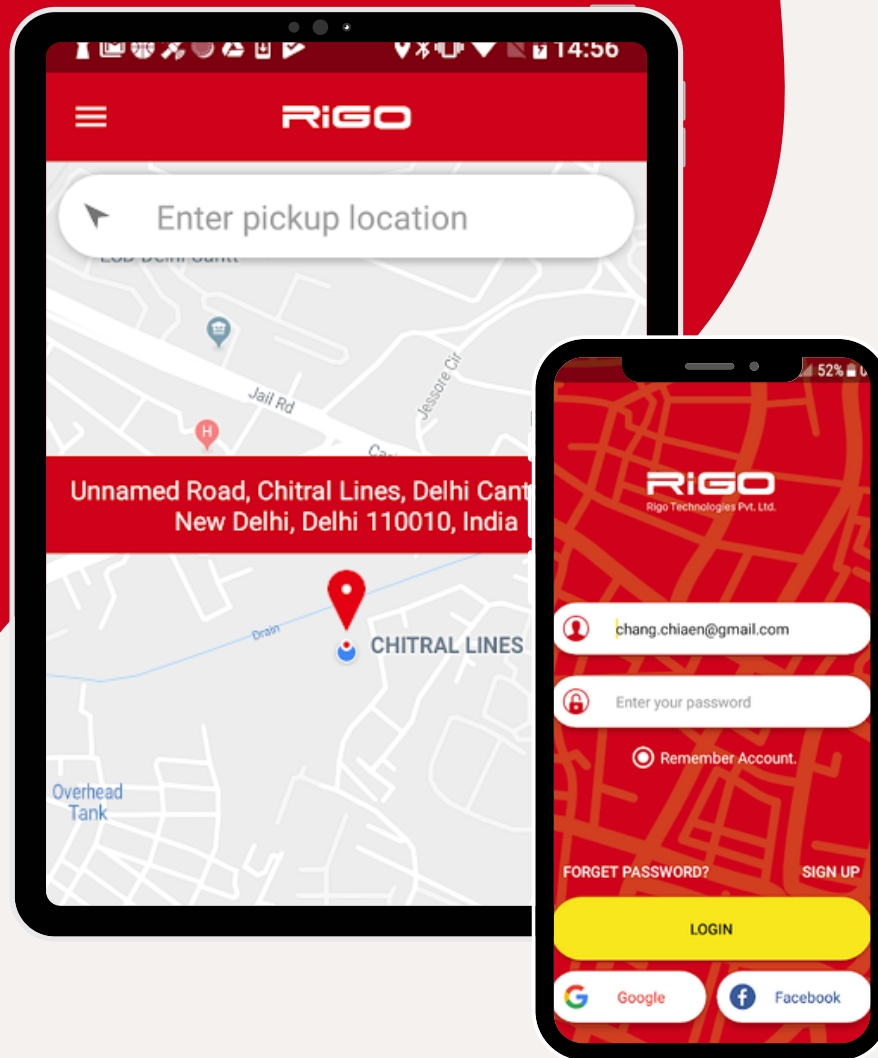 14:56
RiGO
Enter pickup location
Jail Rd
Jessore Cir
H
Unnamed Road, Chitral Lines, Delhi Cant
New Delhi, Delhi 110010, India
Drain
CHITRAL LINES
Overhead
Tank
52%
RiGO
Rigo Technologies Pvt. Ltd.
chang.chiaen@gmail.com
Enter your password
Remember Account.
FORGET PASSWORD?
SIGN UP
LOGIN
Google
Facebook